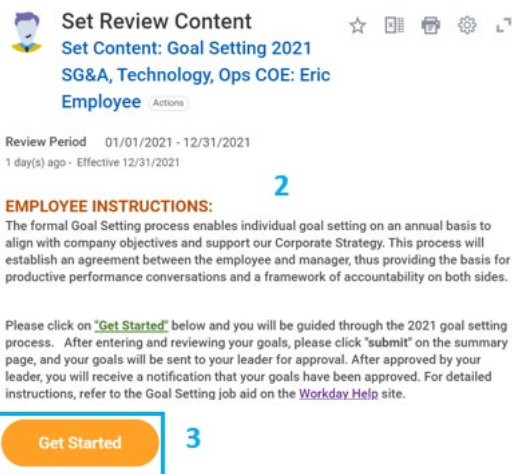 Set Review Content
Set Content: Goal Setting 2021
SG&A, Technology, Ops COE: Eric
Employee Actions
Review Period 01/01/2021 - 12/31/2021
1 day(s) ago - Effective 12/31/2021
2
EMPLOYEE INSTRUCTIONS:
The formal Goal Setting process enables individual goal setting on an annual basis to
align with company objectives and support our Corporate Strategy. This process will
establish an agreement between the employee and manager, thus providing the basis for
productive performance conversations and a framework of accountability on both sides.
Please click on "Get Started" below and you will be guided through the 2021 goal setting
process. After entering and reviewing your goals, please click "submit" on the summary
page, and your goals will be sent to your leader for approval. After approved by your
leader, you will receive a notification that your goals have been approved. For detailed
instructions, refer to the Goal Setting job aid on the Workday Help site.
Get Started 3